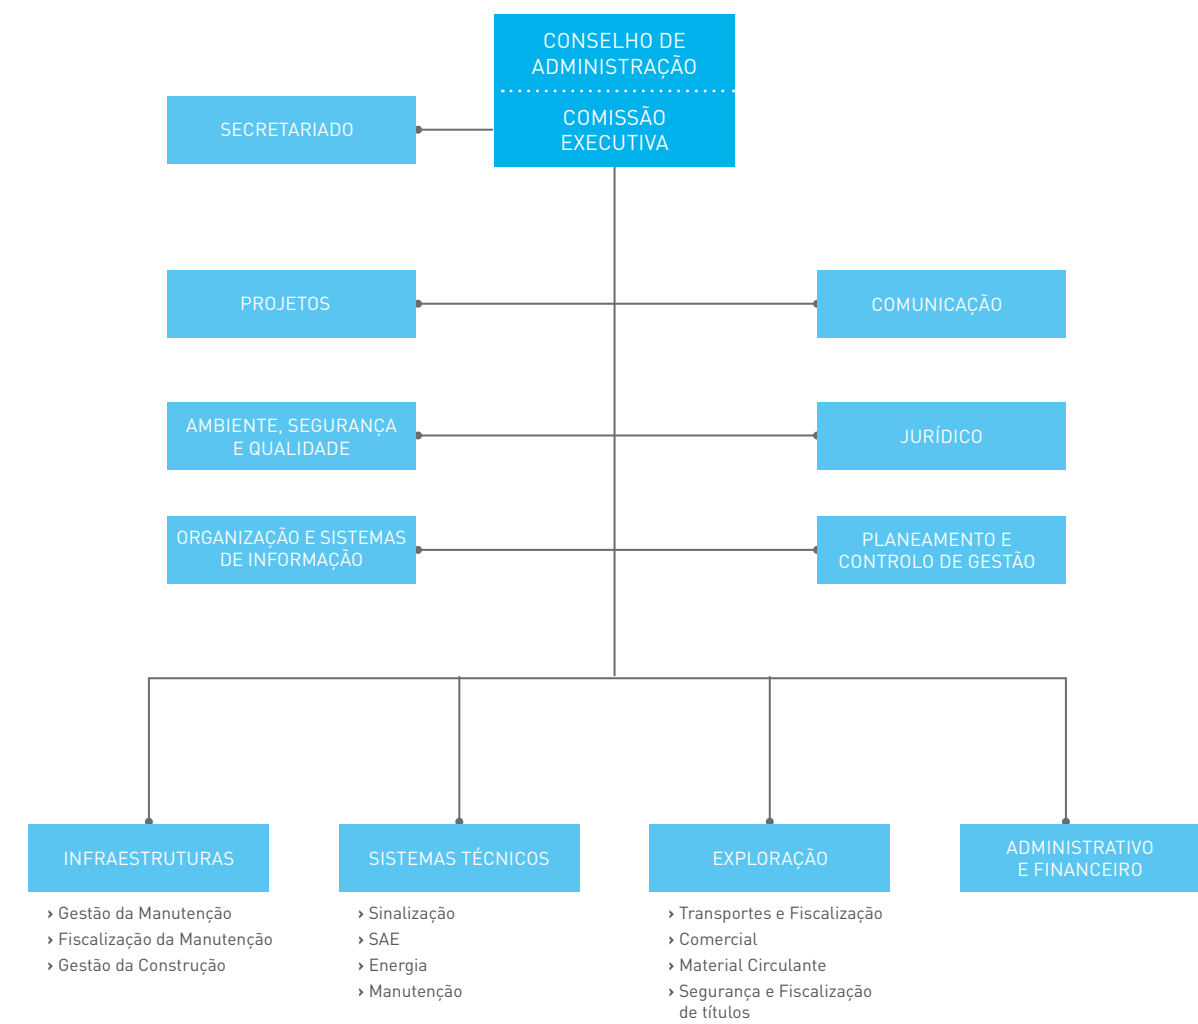 CONSELHO DE
ADMINISTRAÇÃO
COMISSÃO
EXECUTIVA
SECRETARIADO
PROJETOS
COMUNICAÇÃO
AMBIENTE, SEGURANÇA
E QUALIDADE
JURÍDICO
ORGANIZAÇÃO E SISTEMAS
DE INFORMAÇÃO
PLANEAMENTO E
CONTROLO DE GESTÃO
INFRAESTRUTURAS
› Gestão da Manutenção
› Fiscalização da Manutenção
› Gestão da Construção
SISTEMAS TÉCNICOS
› Sinalização
› SAE
› Energia
› Manutenção
EXPLORAÇÃO
› Transportes e Fiscalização
› Comercial
› Material Circulante
› Segurança e Fiscalização
de títulos
ADMINISTRATIVO
E FINANCEIRO